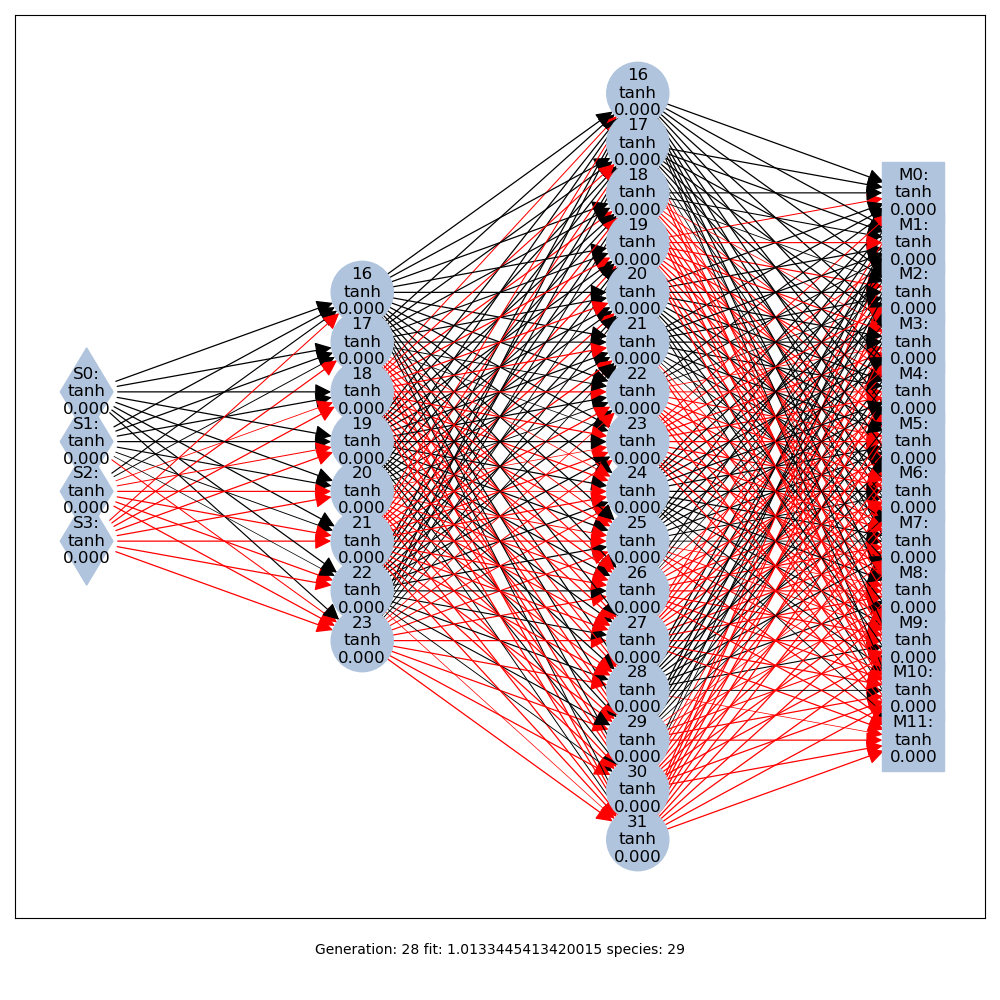 S0:
tanh
0.000
S1:
tanh
0.000
S2:
tanh
0.000
S3:
tanh
0.000
16
tanh
0.000
17
tanh
0.000
18
tanh
0.000
19
tanh
0.000
20
tanh
0.000
21
tanh
0.000
22
tanh
0.000
23
tanh
0.000
16
tanh
0.000
17
tanh
0.000
18
tanh
0.000
19
tanh
0.000
20
tanh
0.000
21
tanh
0.000
22
tanh
0.000
23
tanh
0.000
24
tanh
0.000
25
tanh
0.000
26
tanh
0.000
27
tanh
0.000
28
tanh
0.000
29
tanh
0.000
30
tanh
0.000
31
tanh
0.000
M0:
tanh
0.000
M1:
tanh
0.000
M2:
tanh
0.000
M3:
tanh
0.000
M4:
tanh
0.000
M5:
tanh
0.000
M6:
tanh
0.000
M7:
tanh
0.000
M8:
tanh
0.000
M9:
tanh
0.000
M10:
tanh
0.000
M11:
tanh
0.000
Generation: 28 fit: 1.0133445413420015 species: 29